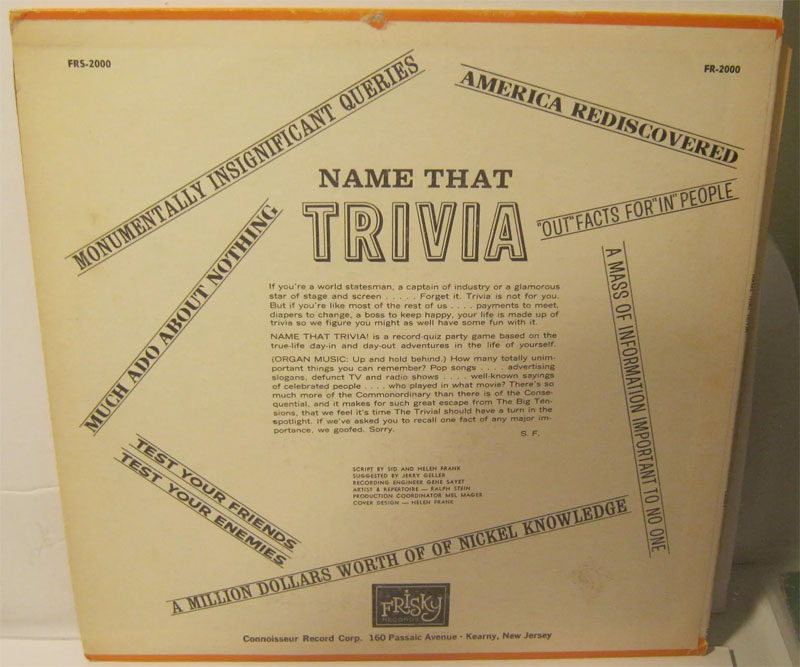 FRS-2000
FR-2000
MONUMENTALLY INSIGNIFICANT QUERIES
AMERICA REDISCOVERED
NAME THAT
TRIVIA
"OUT" FACTS FOR "IN" PEOPLE
MUCH ADO ABOUT NOTHING
A MASS OF INFORMATION IMPORTANT TO NO ONE
If you're a world statesman, a captain of industry or a glamorous
star of stage and screen . . . . . Forget it. Trivia is not for you.
But if you're like most of the rest of us . . . . payments to meet,
diapers to change, a boss to keep happy, your life is made up of
trivia so we figure you might as well have some fun with it.
NAME THAT TRIVIA! is a record-quiz party game based on the
true-life day-in and day-out adventures in the life of yourself.
(ORGAN MUSIC: Up and hold behind.) How many totally unim-
portant things you can remember? Pop songs . . . . advertising
slogans, defunct TV and radio shows . . . . well-known sayings
of celebrated people . . . . who played in what movie? There's so
much more of the Commonordinary than there is of the Conse-
quential, and it makes for such great escape from The Big Ten-
sions, that we feel it's time The Trivial should have a turn in the
spotlight. If we've asked you to recall one fact of any major im-
portance, we goofed. Sorry.
S. F.
TEST YOUR FRIENDS
TEST YOUR ENEMIES
SCRIPT BY SID AND HELEN FRANK
SUGGESTED BY JERRY GELLER
RECORDING ENGINEER GENE SAYET
ARTIST & REPERTOIRE — RALPH STEIN
PRODUCTION COORDINATOR MEL MAGER
COVER DESIGN — HELEN FRANK
A MILLION DOLLARS WORTH OF OF NICKEL KNOWLEDGE
FRISKY
RECORDS
Connoisseur Record Corp. 160 Passaic Avenue - Kearny, New Jersey